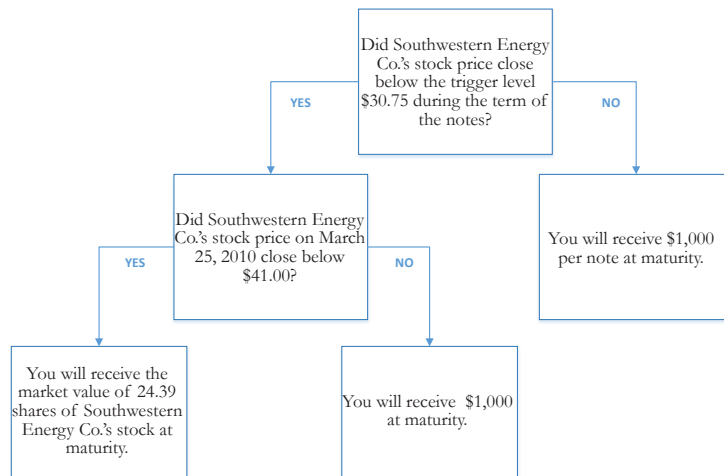 Did Southwestern Energy
Co.'s stock price close
below the trigger level
$30.75 during the term of
the notes?
YES
NO
Did Southwestern Energy
Co.'s stock price on March
25, 2010 close below
$41.00?
You will receive $1,000
per note at maturity.
YES
NO
You will receive the
market value of 24.39
shares of Southwestern
Energy Co.'s stock at
maturity.
You will receive $1,000
at maturity.